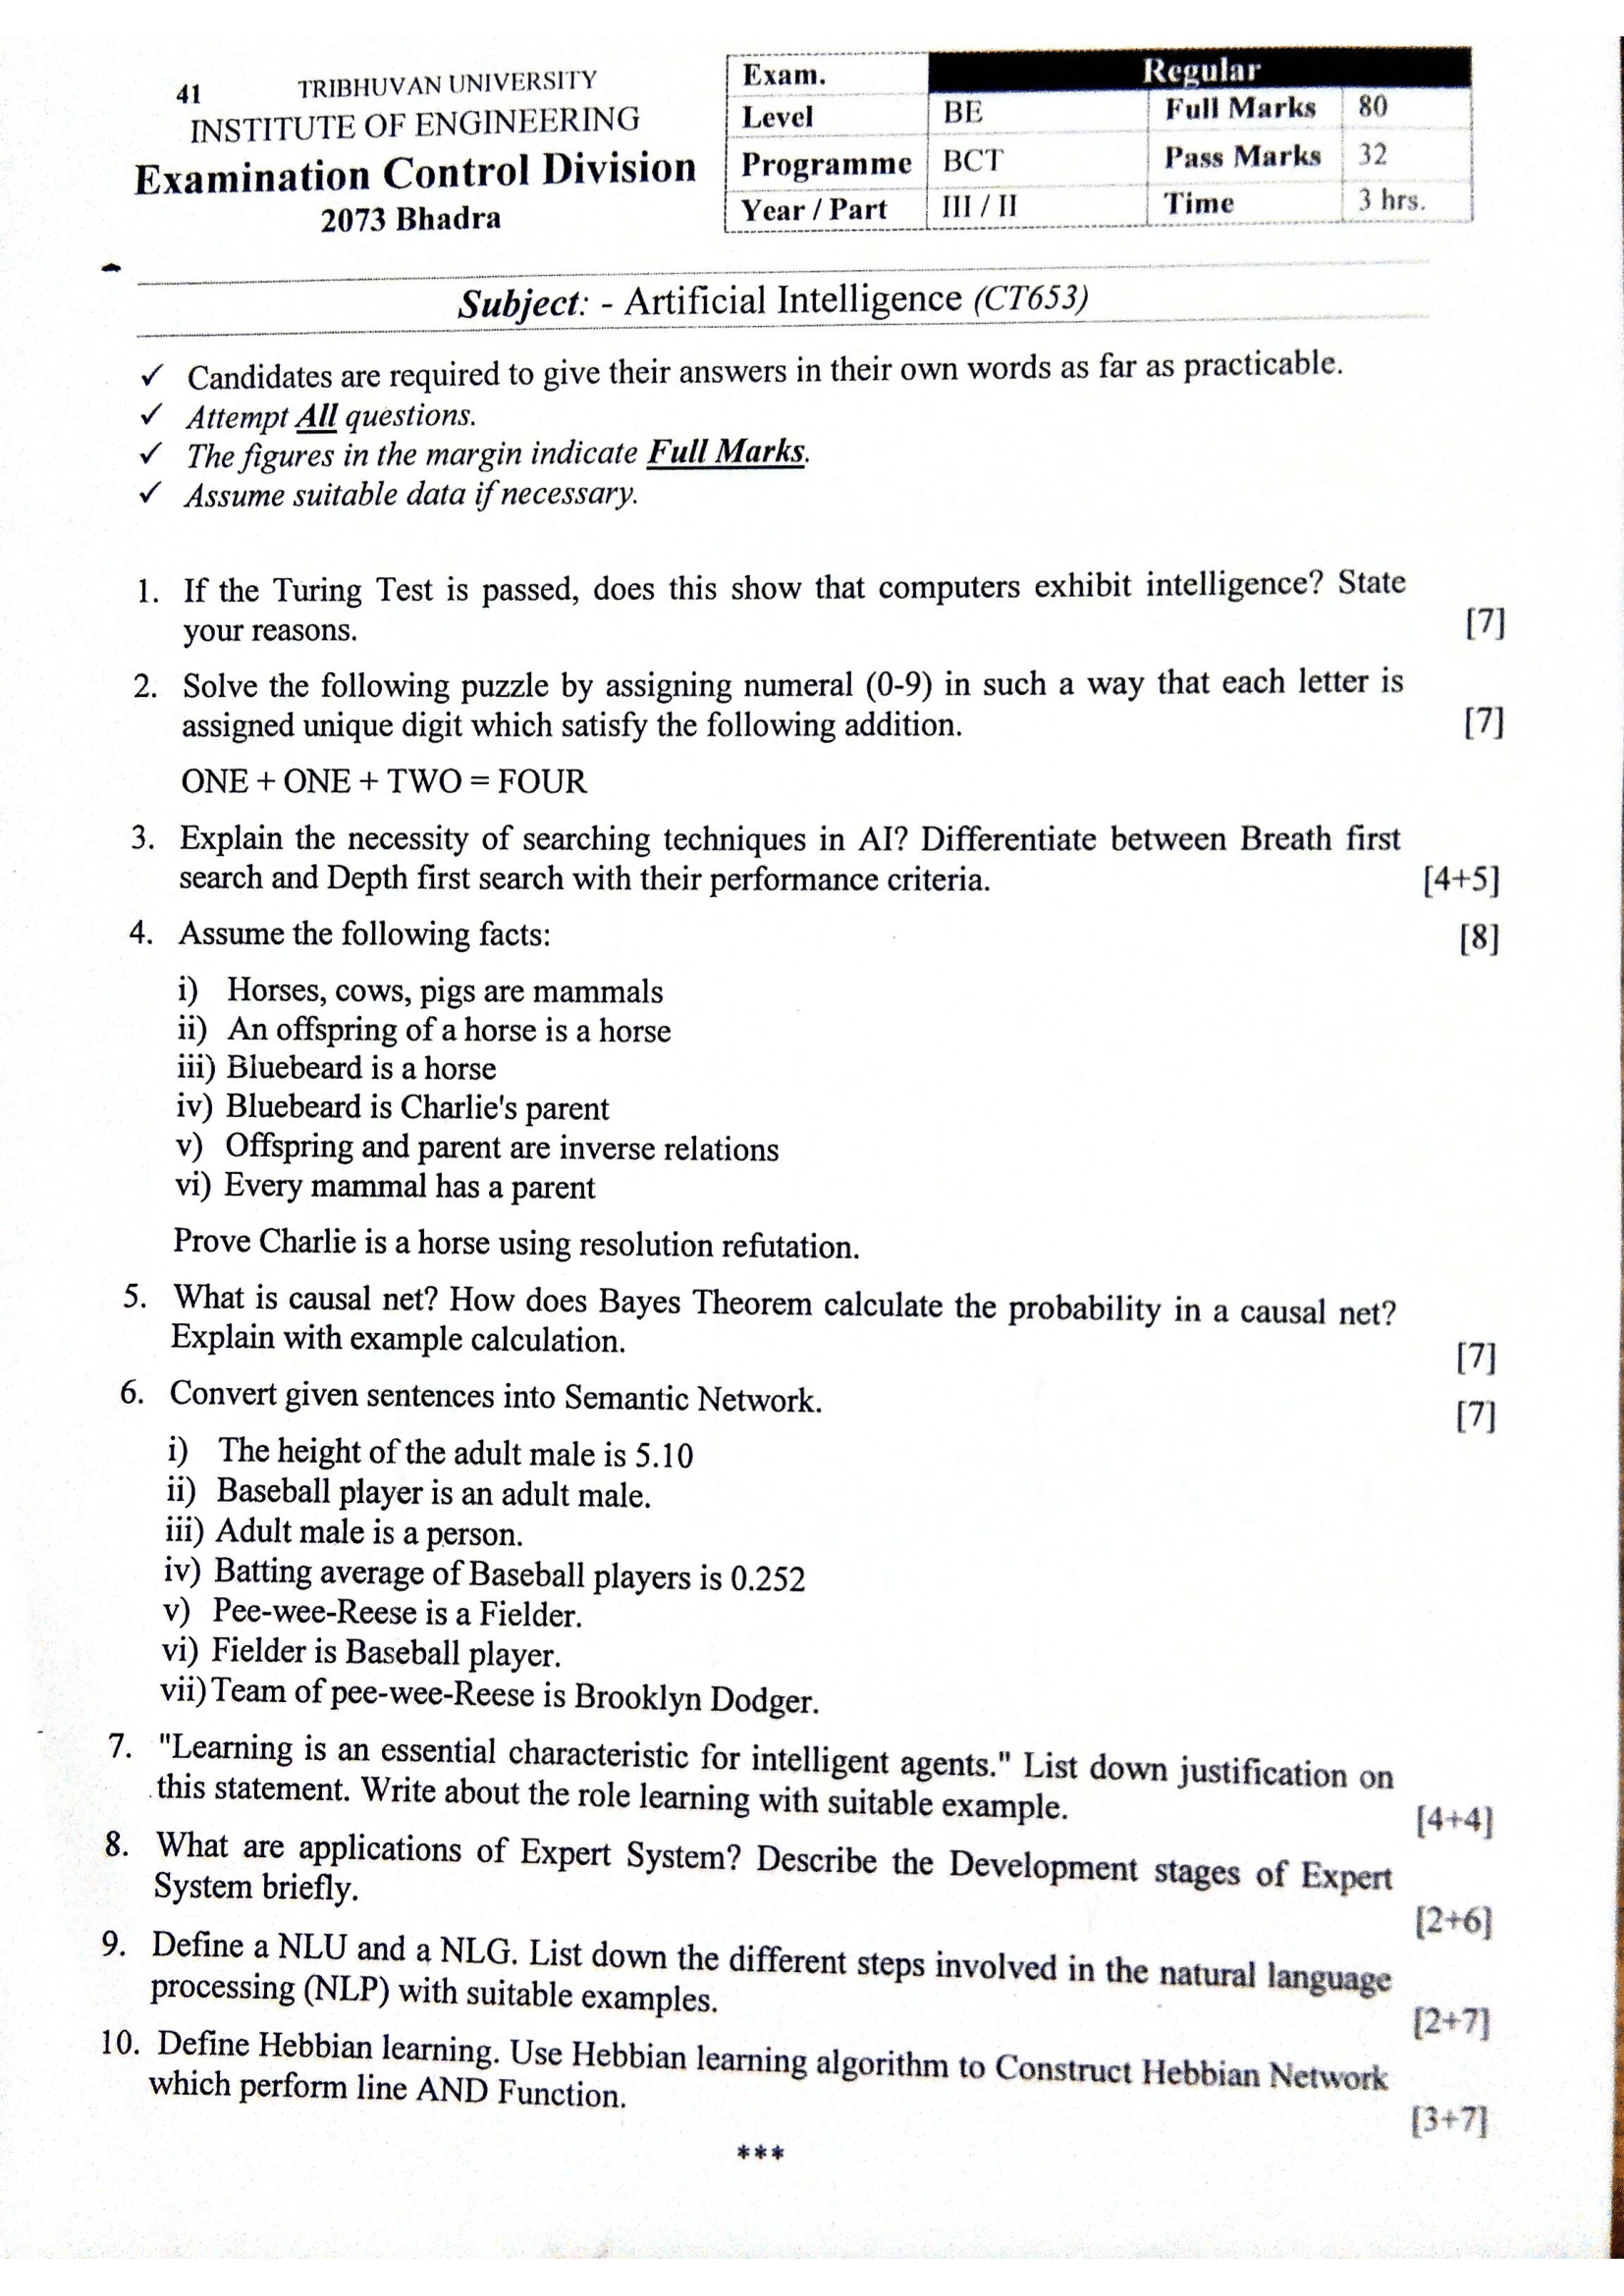 41 TRIBHUVAN UNIVERSITY
INSTITUTE OF ENGINEERING
Examination Control Division
2073 Bhadra
Exam. Regular
Level BE Full Marks 80
Programme BCT Pass Marks 32
Year / Part III / II Time 3 hrs.
Subject: - Artificial Intelligence (CT653)
✓ Candidates are required to give their answers in their own words as far as practicable.
✓ Attempt All questions.
✓ The figures in the margin indicate Full Marks.
✓ Assume suitable data if necessary.
1. If the Turing Test is passed, does this show that computers exhibit intelligence? State
your reasons. [7]
2. Solve the following puzzle by assigning numeral (0-9) in such a way that each letter is
assigned unique digit which satisfy the following addition. [7]
ONE + ONE + TWO = FOUR
3. Explain the necessity of searching techniques in AI? Differentiate between Breath first
search and Depth first search with their performance criteria. [4+5]
4. Assume the following facts: [8]
i) Horses, cows, pigs are mammals
ii) An offspring of a horse is a horse
iii) Bluebeard is a horse
iv) Bluebeard is Charlie's parent
v) Offspring and parent are inverse relations
vi) Every mammal has a parent
Prove Charlie is a horse using resolution refutation.
5. What is causal net? How does Bayes Theorem calculate the probability in a causal net?
Explain with example calculation. [7]
6. Convert given sentences into Semantic Network. [7]
i) The height of the adult male is 5.10
ii) Baseball player is an adult male.
iii) Adult male is a person.
iv) Batting average of Baseball players is 0.252
v) Pee-wee-Reese is a Fielder.
vi) Fielder is Baseball player.
vii) Team of pee-wee-Reese is Brooklyn Dodger.
7. "Learning is an essential characteristic for intelligent agents." List down justification on
this statement. Write about the role learning with suitable example. [4+4]
8. What are applications of Expert System? Describe the Development stages of Expert
System briefly. [2+6]
9. Define a NLU and a NLG. List down the different steps involved in the natural language
processing (NLP) with suitable examples. [2+7]
10. Define Hebbian learning. Use Hebbian learning algorithm to Construct Hebbian Network
which perform line AND Function. [3+7]
***